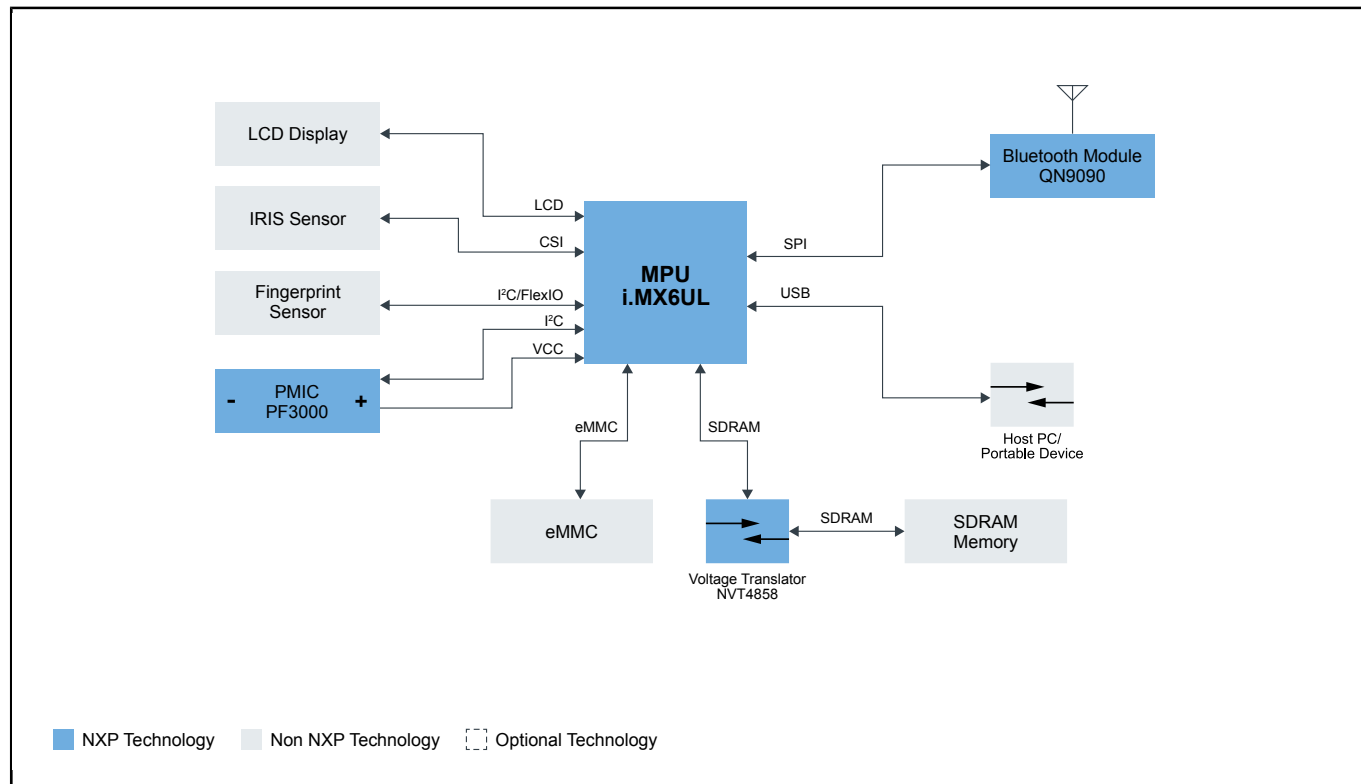 LCD Display
IRIS Sensor
Fingerprint
Sensor
-
PMIC
PF3000
+
LCD
CSI
I²C/FlexIO
I²C
VCC
MPU
i.MX6UL
SPI
USB
Bluetooth Module
QN9090
Host PC/
Portable Device
eMMC
SDRAM
eMMC
SDRAM
SDRAM
Memory
Voltage Translator
NVT4858
NXP Technology
Non NXP Technology
Optional Technology